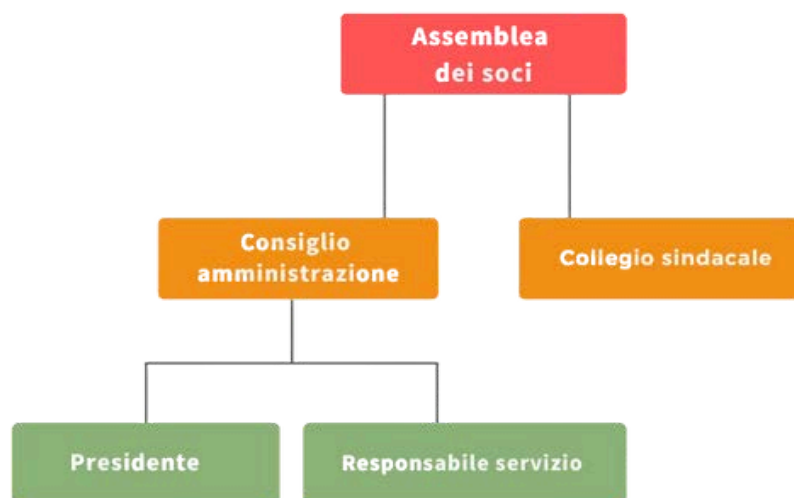 Assemblea
dei soci
Consiglio
amministrazione
Collegio sindacale
Presidente
Responsabile servizio